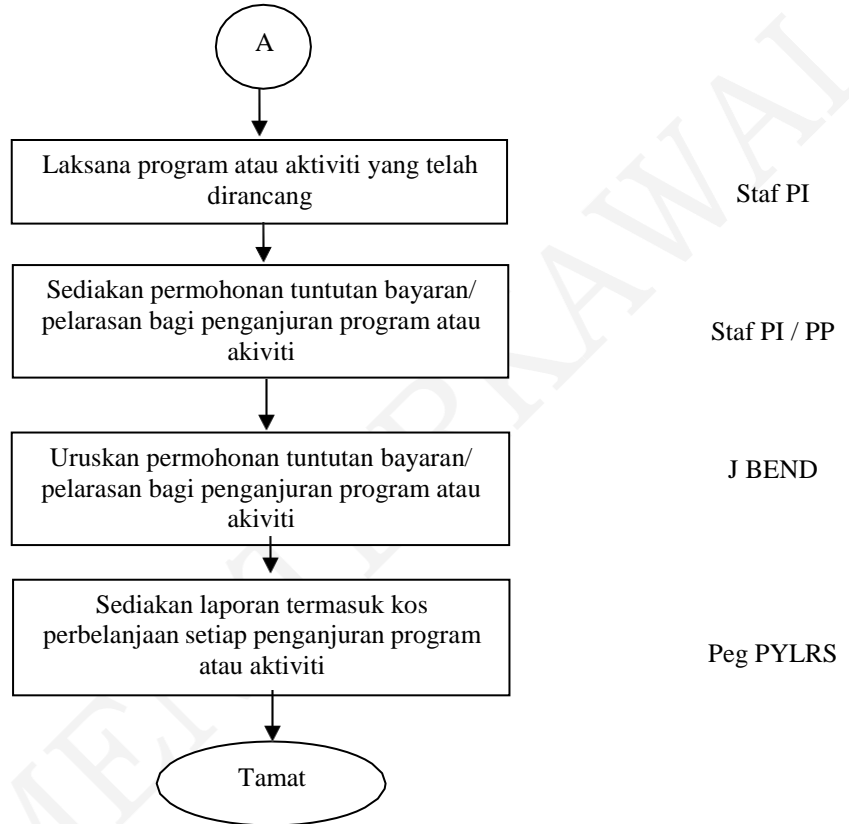 A
Laksana program atau aktiviti yang telah
dirancang
Staf PI
Sediakan permohonan tuntutan bayaran/
pelarasan bagi penganjuran program atau
akiviti
Staf PI / PP
Uruskan permohonan tuntutan bayaran/
pelarasan bagi penganjuran program atau
akiviti
J BEND
Sediakan laporan termasuk kos
perbelanjaan setiap penganjuran program
atau aktiviti
Peg PYLRS
Tamat